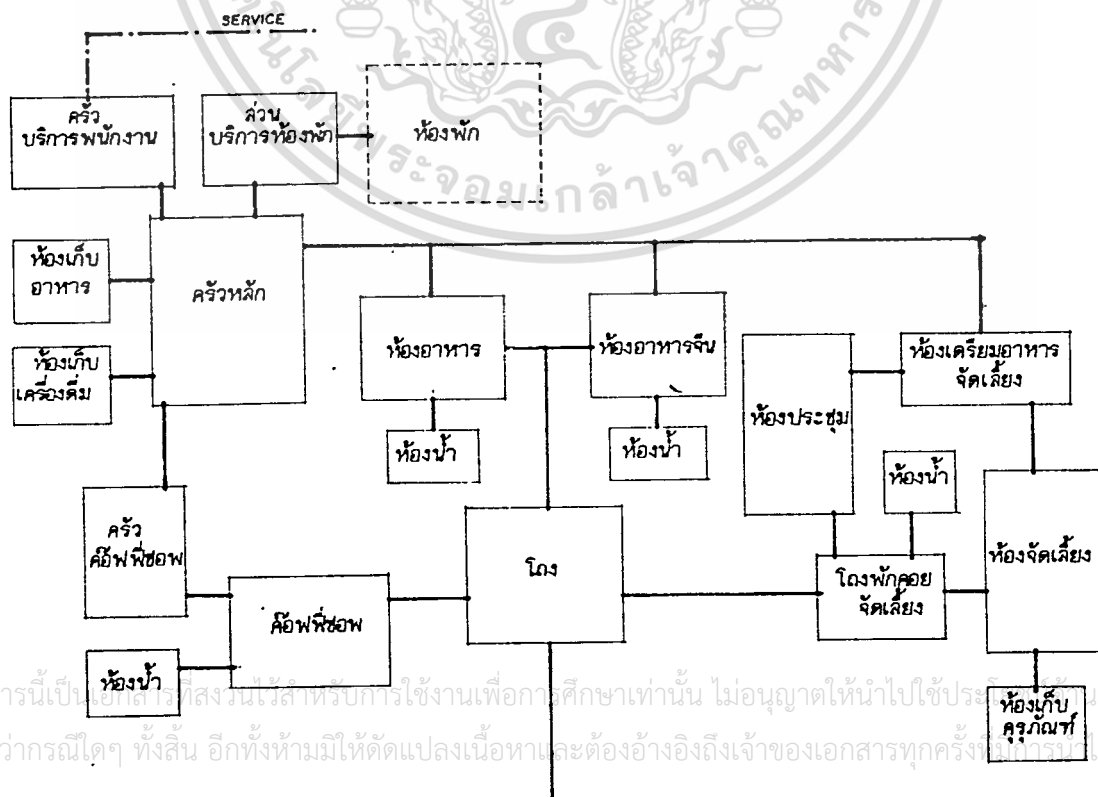 SERVICE
ครัว
บริการพนักงาน
ส่วน
บริการห้องพัก
ห้องพัก
ห้องเก็บ
อาหาร
ครัวหลัก
ห้องเก็บ
เครื่องดื่ม
ห้องอาหาร
ห้องอาหารจีน
ห้องเตรียมอาหาร
จัดเลี้ยง
ห้องประชุม
ห้องน้ำ
ห้องน้ำ
ห้องน้ำ
ครัว
ค๊อฟฟี่ชอพ
โถง
โถงพักคอย
จัดเลี้ยง
ห้องจัดเลี้ยง
ค๊อฟฟี่ชอพ
ห้องน้ำ
ห้องเก็บ
คุรุภัณฑ์
พระจอมเกล้าเจ้าคุณทหาร
ารนี้เป็นเอกสารที่สงวนไว้สำหรับการใช้งานเพื่อการศึกษาเท่านั้น ไม่อนุญาตให้นำไปใช้
ว่ากรณีใดๆ ทั้งสิ้น อีกทั้งห้ามมิให้ดัดแปลงเนื้อหาและต้องอ้างอิงถึงเจ้าของเอกสารทุกครั้งที่มีการนำไ